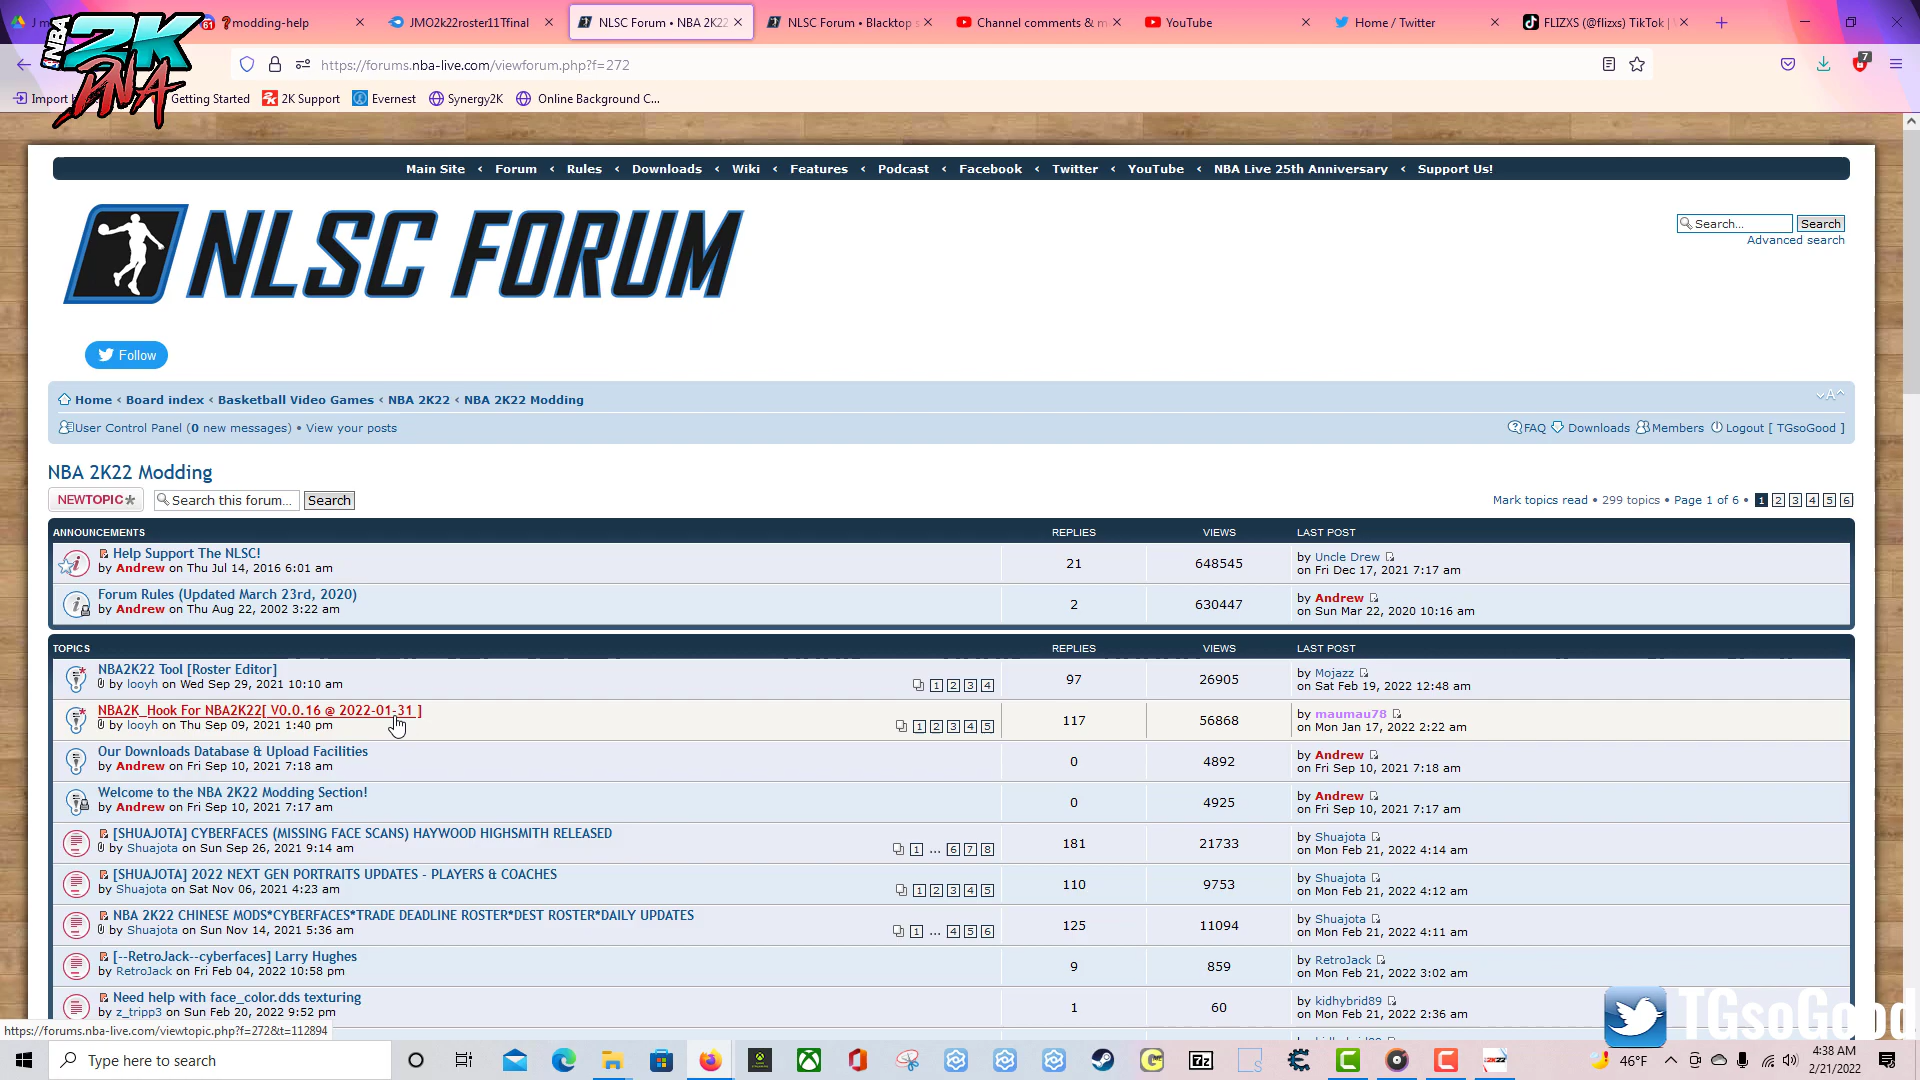 J m
61
?modding-help
JMO2k22roster11Tfinal
NLSC Forum • NBA 2K22
NLSC Forum • Blacktop s
Channel comments & m
YouTube
Home / Twitter
FLIZXS (@flizxs) TikTok |
NBA
2K
DNA
https://forums.nba-live.com/viewforum.php?f=272
7
Import b
Getting Started
2K Support
Evernest
Synergy2K
Online Background C...
Main Site ‹ Forum ‹ Rules ‹ Downloads ‹ Wiki ‹ Features ‹ Podcast ‹ Facebook ‹ Twitter ‹ YouTube ‹ NBA Live 25th Anniversary ‹ Support Us!
NLSC FORUM
Search... Search
Advanced search
Follow
Home ‹ Board index ‹ Basketball Video Games ‹ NBA 2K22 ‹ NBA 2K22 Modding
User Control Panel (0 new messages) • View your posts
FAQ Downloads Members Logout [ TGsoGood ]
NBA 2K22 Modding
NEWTOPIC* Search this forum... Search
Mark topics read • 299 topics • Page 1 of 6 • 1 2 3 4 5 6
ANNOUNCEMENTS REPLIES VIEWS LAST POST
Help Support The NLSC!
by Andrew on Thu Jul 14, 2016 6:01 am
21 648545
by Uncle Drew
on Fri Dec 17, 2021 7:17 am
Forum Rules (Updated March 23rd, 2020)
by Andrew on Thu Aug 22, 2002 3:22 am
2 630447
by Andrew
on Sun Mar 22, 2020 10:16 am
TOPICS REPLIES VIEWS LAST POST
NBA2K22 Tool [Roster Editor]
by looyh on Wed Sep 29, 2021 10:10 am
1 2 3 4
97 26905
by Mojazz
on Sat Feb 19, 2022 12:48 am
NBA2K_Hook For NBA2K22[ V0.0.16 @ 2022-01-31 ]
by looyh on Thu Sep 09, 2021 1:40 pm
1 2 3 4 5
117 56868
by maumau78
on Mon Jan 17, 2022 2:22 am
Our Downloads Database & Upload Facilities
by Andrew on Fri Sep 10, 2021 7:18 am
0 4892
by Andrew
on Fri Sep 10, 2021 7:18 am
Welcome to the NBA 2K22 Modding Section!
by Andrew on Fri Sep 10, 2021 7:17 am
0 4925
by Andrew
on Fri Sep 10, 2021 7:17 am
[SHUAJOTA] CYBERFACES (MISSING FACE SCANS) HAYWOOD HIGHSMITH RELEASED
by Shuajota on Sun Sep 26, 2021 9:14 am
1 ... 6 7 8
181 21733
by Shuajota
on Mon Feb 21, 2022 4:14 am
[SHUAJOTA] 2022 NEXT GEN PORTRAITS UPDATES - PLAYERS & COACHES
by Shuajota on Sat Nov 06, 2021 4:23 am
1 2 3 4 5
110 9753
by Shuajota
on Mon Feb 21, 2022 4:12 am
NBA 2K22 CHINESE MODS*CYBERFACES*TRADE DEADLINE ROSTER*DEST ROSTER*DAILY UPDATES
by Shuajota on Sun Nov 14, 2021 5:36 am
1 ... 4 5 6
125 11094
by Shuajota
on Mon Feb 21, 2022 4:11 am
[--RetroJack--cyberfaces] Larry Hughes
by RetroJack on Fri Feb 04, 2022 10:58 pm
9 859
by RetroJack
on Mon Feb 21, 2022 3:02 am
Need help with face_color.dds texturing
by z_tripp3 on Sun Feb 20, 2022 9:52 pm
1 60
by kidhybrid89
on Mon Feb 21, 2022 2:36 am
https://forums.nba-live.com/viewtopic.php?f=272&t=112894
TGsoGood
Type here to search
46°F
4:38 AM
2/21/2022